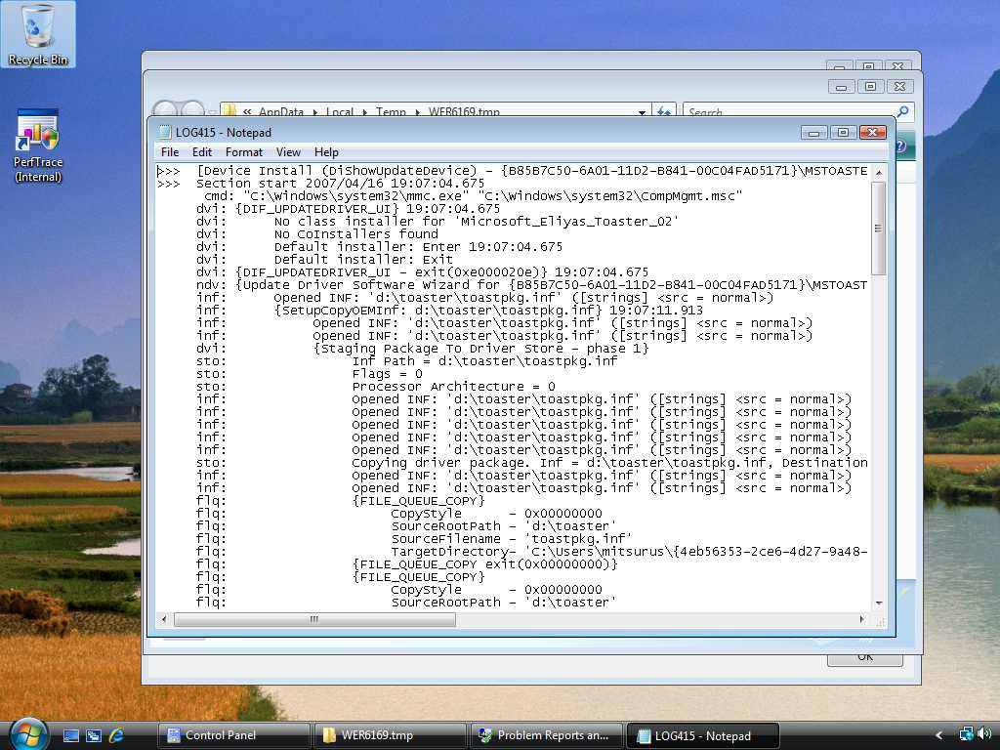 Recycle Bin
PerfTrace
(Internal)
« AppData Local Temp WER6169.tmp
Search
LOG415 - Notepad
File Edit Format View Help
>>> [Device Install (DiShowUpdateDevice) - {B85B7C50-6A01-11D2-B841-00C04FAD5171}\MSTOASTE
>>> Section start 2007/04/16 19:07:04.675
cmd: "C:\Windows\system32\mmc.exe" "C:\Windows\system32\CompMgmt.msc"
dvi: {DIF_UPDATEDRIVER_UI} 19:07:04.675
dvi: No class installer for 'Microsoft_Eliyas_Toaster_02'
dvi: No CoInstallers found
dvi: Default installer: Enter 19:07:04.675
dvi: Default installer: Exit
dvi: {DIF_UPDATEDRIVER_UI - exit(0xe000020e)} 19:07:04.675
ndv: {Update Driver Software Wizard for {B85B7C50-6A01-11D2-B841-00C04FAD5171}\MSTOAST
inf: Opened INF: 'd:\toaster\toastpkg.inf' ([strings] <src = normal>)
inf: {SetupCopyOEMInf: d:\toaster\toastpkg.inf} 19:07:11.913
inf: Opened INF: 'd:\toaster\toastpkg.inf' ([strings] <src = normal>)
inf: Opened INF: 'd:\toaster\toastpkg.inf' ([strings] <src = normal>)
dvi: {Staging Package To Driver Store - phase 1}
sto: Inf Path = d:\toaster\toastpkg.inf
sto: Flags = 0
sto: Processor Architecture = 0
inf: Opened INF: 'd:\toaster\toastpkg.inf' ([strings] <src = normal>)
inf: Opened INF: 'd:\toaster\toastpkg.inf' ([strings] <src = normal>)
inf: Opened INF: 'd:\toaster\toastpkg.inf' ([strings] <src = normal>)
inf: Opened INF: 'd:\toaster\toastpkg.inf' ([strings] <src = normal>)
inf: Opened INF: 'd:\toaster\toastpkg.inf' ([strings] <src = normal>)
sto: Copying driver package. Inf = d:\toaster\toastpkg.inf, Destination
inf: Opened INF: 'd:\toaster\toastpkg.inf' ([strings] <src = normal>)
inf: Opened INF: 'd:\toaster\toastpkg.inf' ([strings] <src = normal>)
flq: {FILE_QUEUE_COPY}
flq: CopyStyle - 0x00000000
flq: SourceRootPath - 'd:\toaster'
flq: SourceFilename - 'toastpkg.inf'
flq: TargetDirectory- 'C:\Users\mitsurus\{4eb56353-2ce6-4d27-9a48-
flq: {FILE_QUEUE_COPY exit(0x00000000)}
flq: {FILE_QUEUE_COPY}
flq: CopyStyle - 0x00000000
flq: SourceRootPath - 'd:\toaster'
OK
Control Panel
WER6169.tmp
Problem Reports an...
LOG415 - Notepad